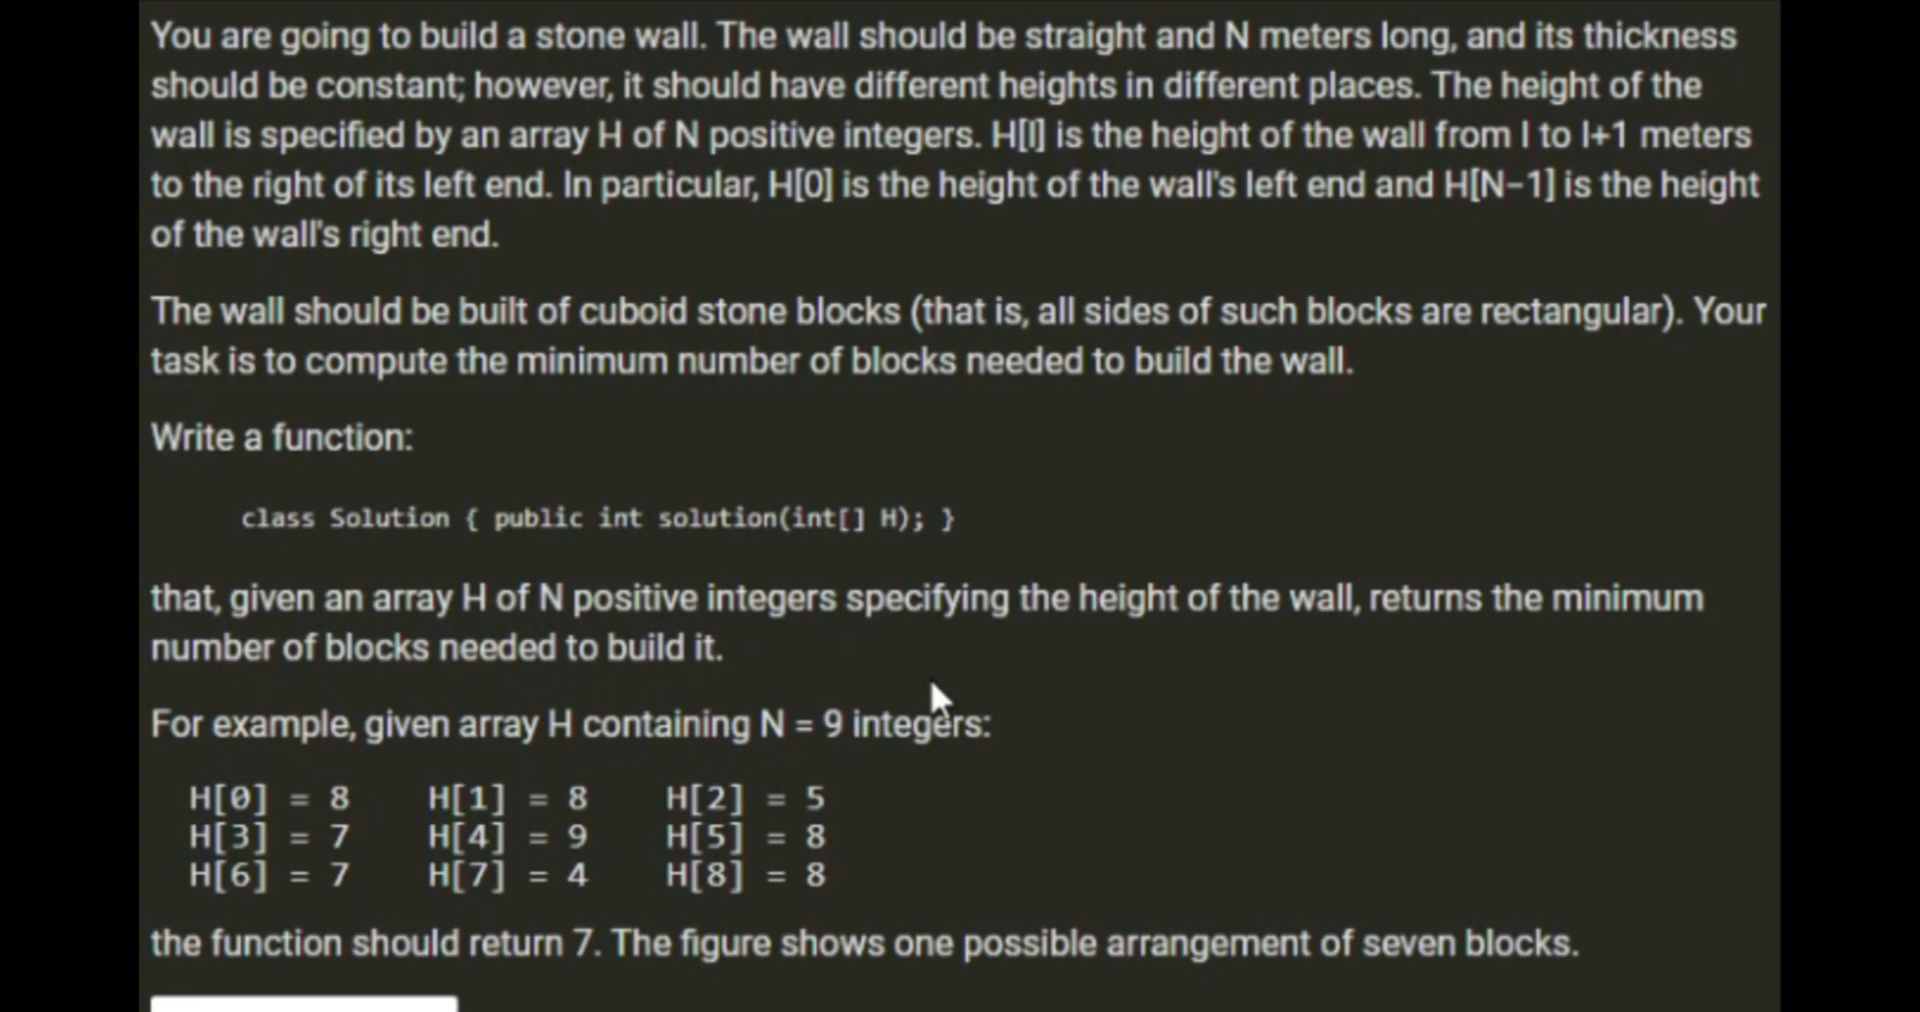 You are going to build a stone wall. The wall should be straight and N meters long, and its thickness
should be constant; however, it should have different heights in different places. The height of the
wall is specified by an array H of N positive integers. H[I] is the height of the wall from I to I+1 meters
to the right of its left end. In particular, H[0] is the height of the wall's left end and H[N−1] is the height
of the wall's right end.
The wall should be built of cuboid stone blocks (that is, all sides of such blocks are rectangular). Your
task is to compute the minimum number of blocks needed to build the wall.
Write a function:
class Solution { public int solution(int[] H); }
that, given an array H of N positive integers specifying the height of the wall, returns the minimum
number of blocks needed to build it.
For example, given array H containing N = 9 integers:
H[0] = 8 H[1] = 8 H[2] = 5
H[3] = 7 H[4] = 9 H[5] = 8
H[6] = 7 H[7] = 4 H[8] = 8
the function should return 7. The figure shows one possible arrangement of seven blocks.